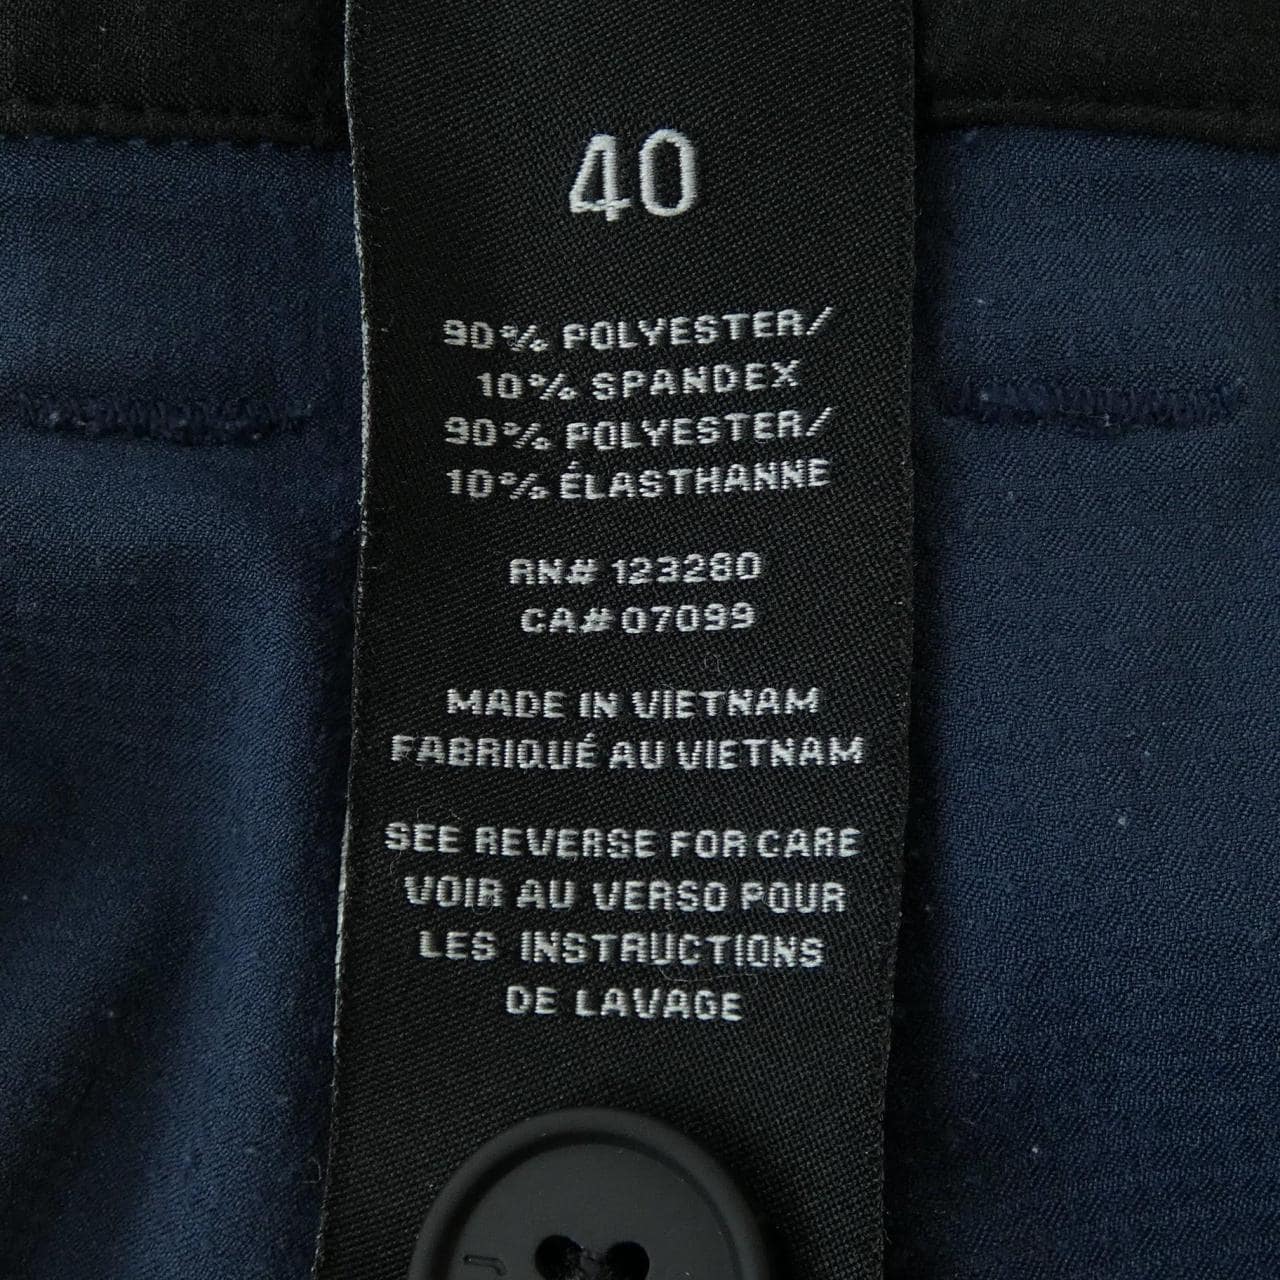 40
90% POLYESTER/
10% SPANDEX
90% POLYESTER/
10% ÉLASTHANNE
RN# 123280
CA# 07099
MADE IN VIETNAM
FABRIQUÉ AU VIETNAM
SEE REVERSE FOR CARE
VOIR AU VERSO POUR
LES INSTRUCTIONS
DE LAVAGE